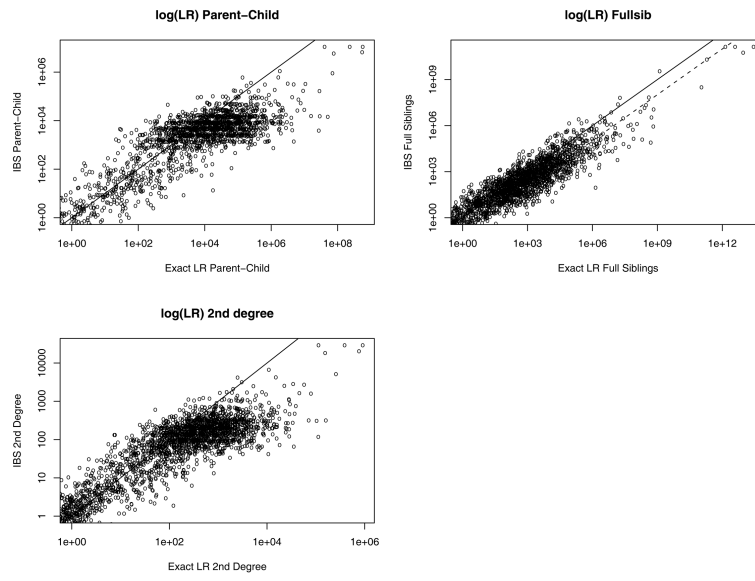 log(LR) Parent−Child
IBS Parent−Child
1e+06
1e+04
1e+02
1e+00
1e+00 1e+02 1e+04 1e+06 1e+08
Exact LR Parent−Child
log(LR) Fullsib
IBS Full Siblings
1e+09
1e+06
1e+03
1e+00
1e+00 1e+03 1e+06 1e+09 1e+12
Exact LR Full Siblings
log(LR) 2nd degree
IBS 2nd Degree
10000
1000
100
10
1
1e+00 1e+02 1e+04 1e+06
Exact LR 2nd Degree